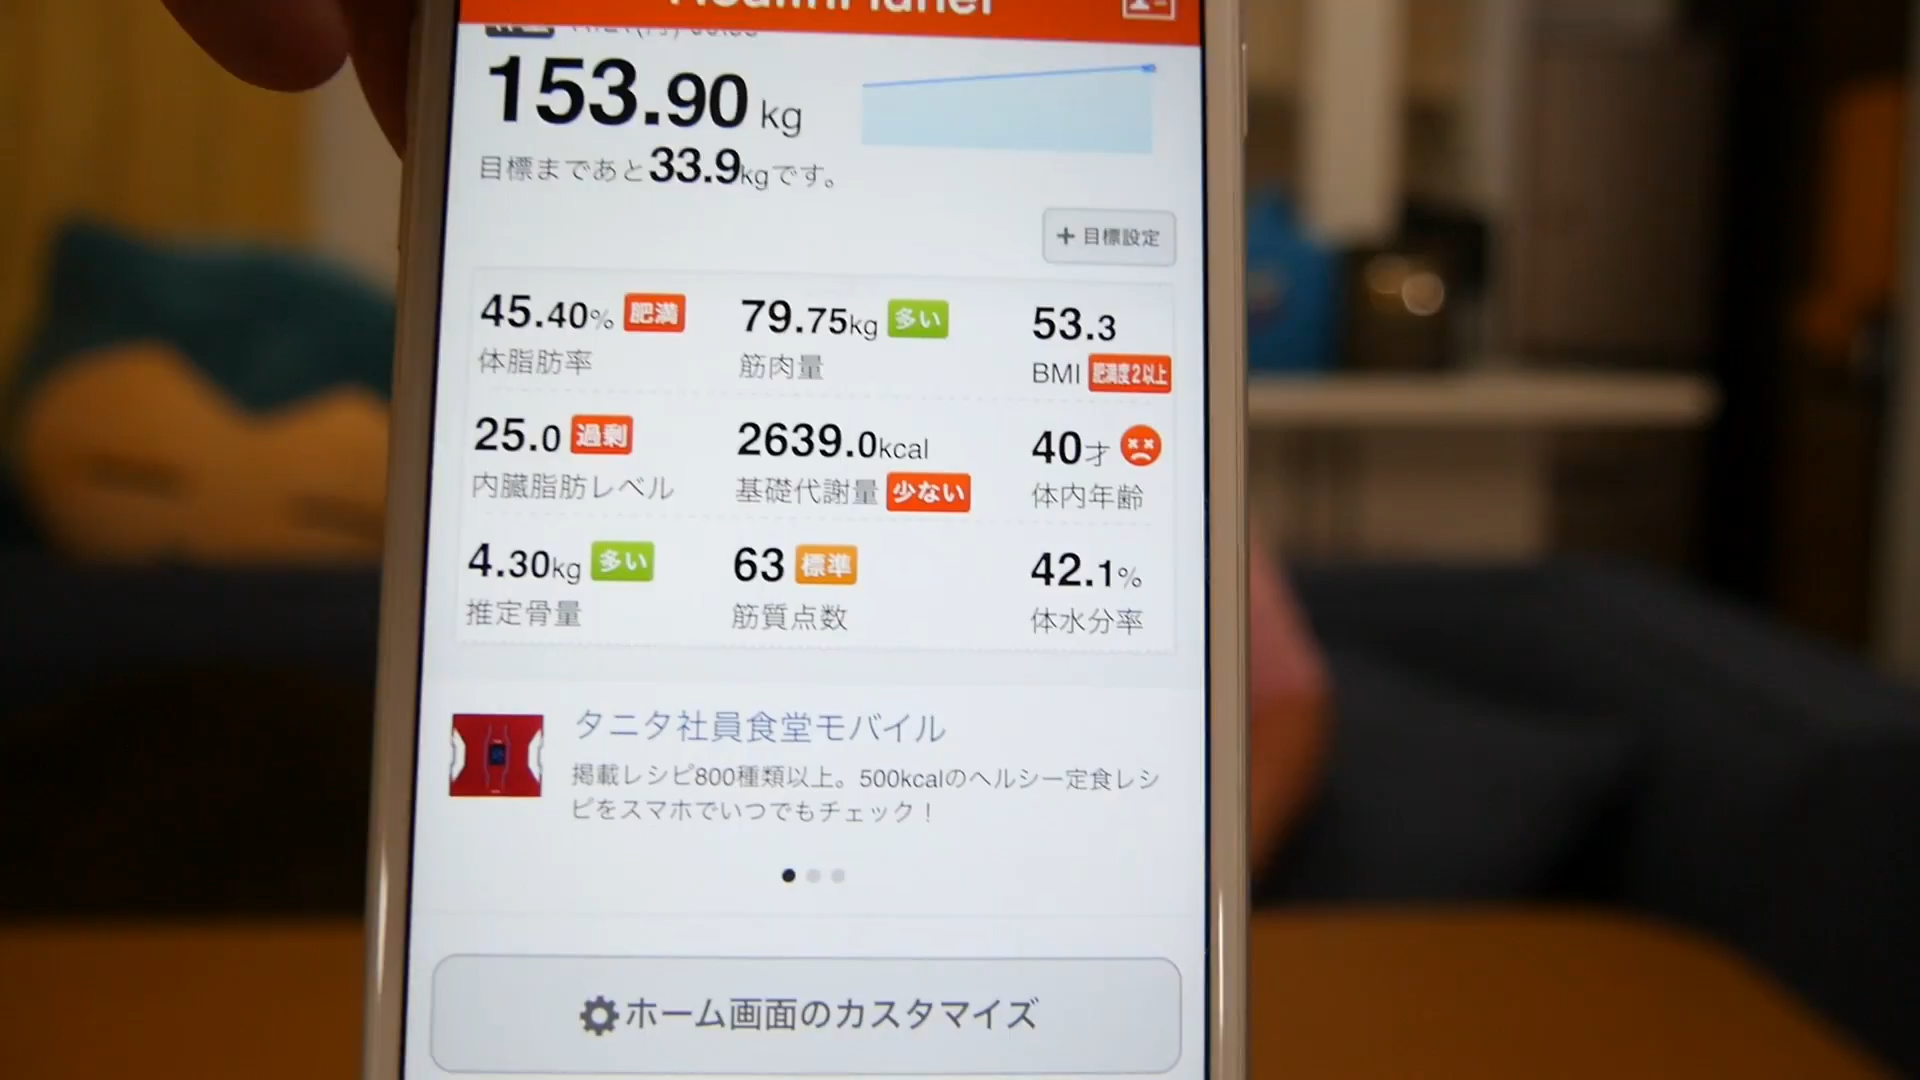 153.90 kg
目標まであと33.9kgです。
+ 目標設定
45.40% 肥満
体脂肪率
79.75kg 多い
筋肉量
53.3
BMI 肥満度2以上
25.0 過剰
内臓脂肪レベル
2639.0kcal
基礎代謝量 少ない
40才
体内年齢
4.30kg 多い
推定骨量
63 標準
筋質点数
42.1%
体水分率
タニタ社員食堂モバイル
掲載レシピ800種類以上。500kcalのヘルシー定食レシ
ピをスマホでいつでもチェック!
ホーム画面のカスタマイズ